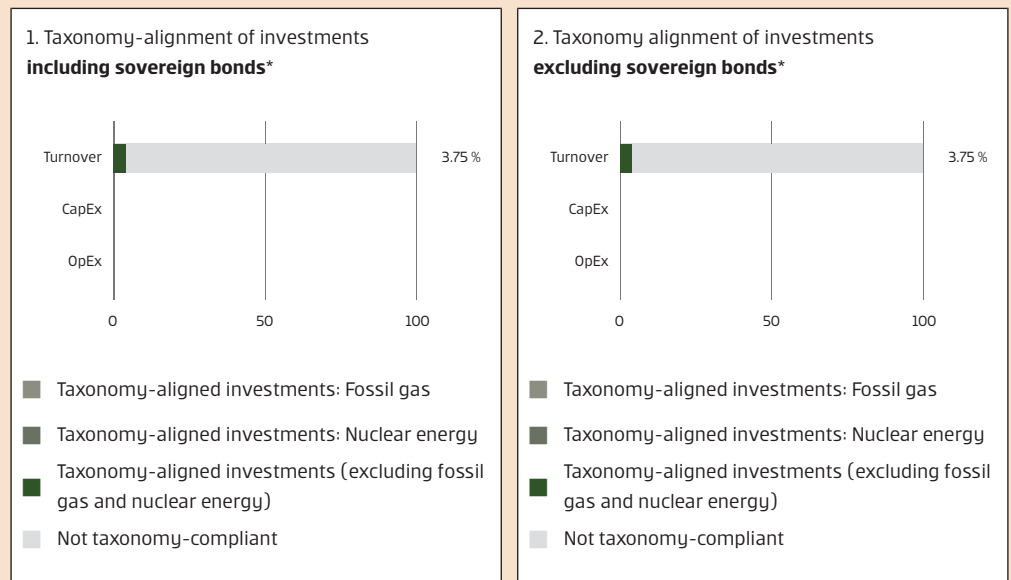 1. Taxonomy-alignment of investments
including sovereign bonds*
Turnover
3.75 %
CapEx
OpEx
0
50
100
Taxonomy-aligned investments: Fossil gas
Taxonomy-aligned investments: Nuclear energy
Taxonomy-aligned investments (excluding fossil
gas and nuclear energy)
Not taxonomy-compliant
2. Taxonomy alignment of investments
excluding sovereign bonds*
Turnover
3.75 %
CapEx
OpEx
0
50
100
Taxonomy-aligned investments: Fossil gas
Taxonomy-aligned investments: Nuclear energy
Taxonomy-aligned investments (excluding fossil
gas and nuclear energy)
Not taxonomy-compliant